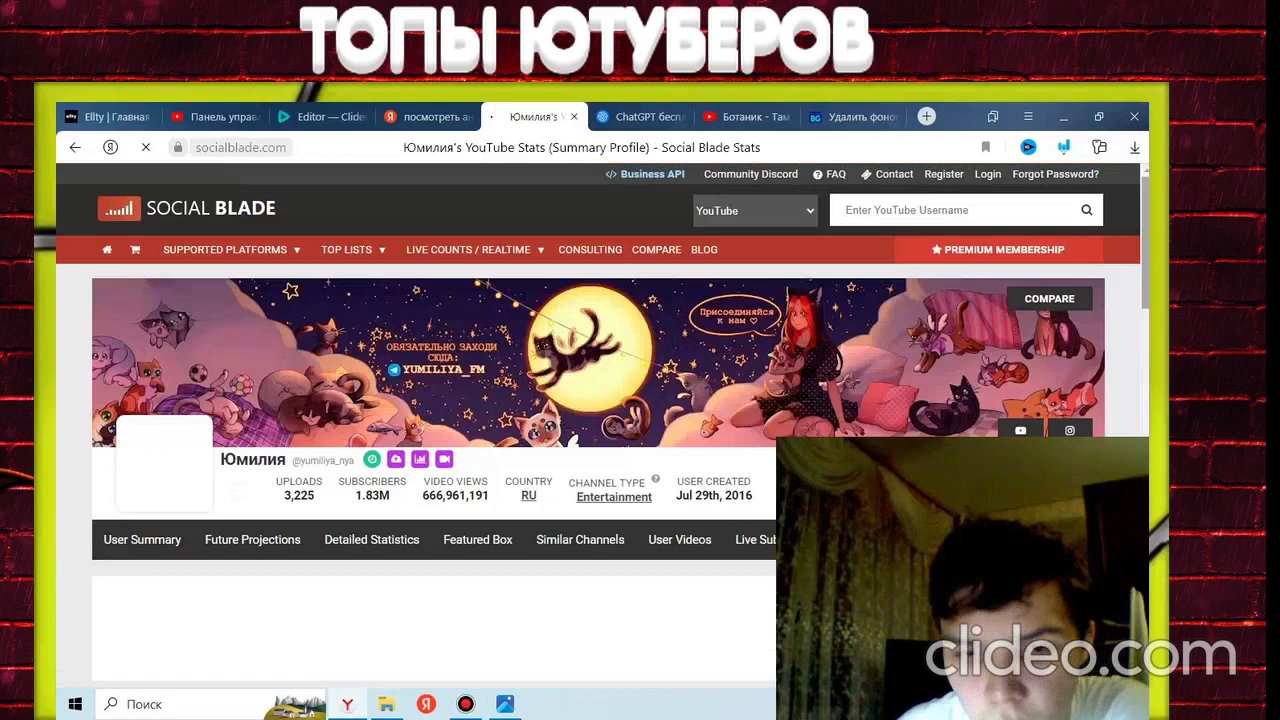 ТОПЫ ЮТУБЕРОВ
Ellty | Главная
Панель управ
Editor — Clide
посмотреть ан
Юмилия's Y
ChatGPT бесп
Ботаник - Там
Удалить фоно
socialblade.com
Юмилия's YouTube Stats (Summary Profile) - Social Blade Stats
Business API
Community Discord
FAQ
Contact
Register
Login
Forgot Password?
SOCIAL BLADE
YouTube
Enter YouTube Username
SUPPORTED PLATFORMS
TOP LISTS
LIVE COUNTS / REALTIME
CONSULTING
COMPARE
BLOG
PREMIUM MEMBERSHIP
COMPARE
Присоединяйся
к нам
ОБЯЗАТЕЛЬНО ЗАХОДИ
СЮДА:
YUMILIYA_FM
Юмилия @yumiliya_nya
UPLOADS
3,225
SUBSCRIBERS
1.83M
VIDEO VIEWS
666,961,191
COUNTRY
RU
CHANNEL TYPE
Entertainment
USER CREATED
Jul 29th, 2016
User Summary
Future Projections
Detailed Statistics
Featured Box
Similar Channels
User Videos
Live Sub
clideo.com
Поиск